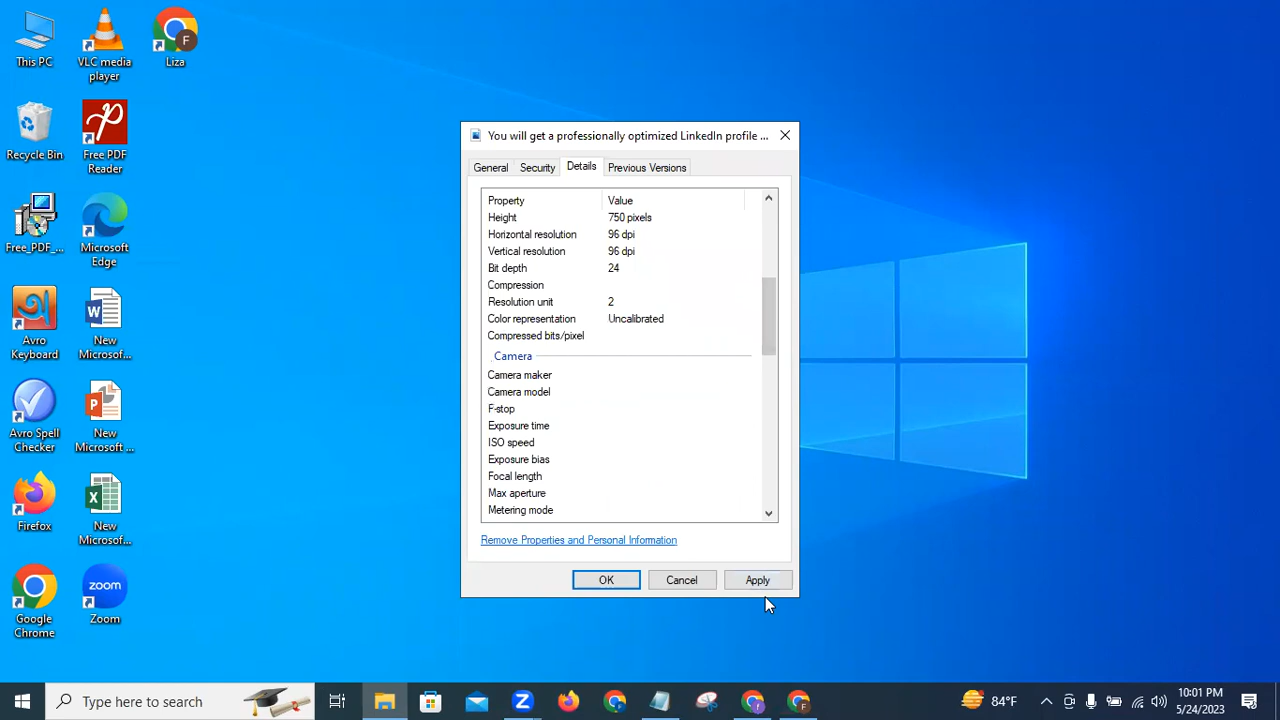 This PC
VLC media
player
Liza
Recycle Bin
Free PDF
Reader
Free_PDF_...
Microsoft
Edge
Avro
Keyboard
New
Microsof...
Avro Spell
Checker
New
Microsoft ...
Firefox
New
Microsof...
Google
Chrome
zoom
Zoom
F
You will get a professionally optimized LinkedIn profile ...
General Security Details Previous Versions
Property Value
Height 750 pixels
Horizontal resolution 96 dpi
Vertical resolution 96 dpi
Bit depth 24
Compression
Resolution unit 2
Color representation Uncalibrated
Compressed bits/pixel
Camera
Camera maker
Camera model
F-stop
Exposure time
ISO speed
Exposure bias
Focal length
Max aperture
Metering mode
Remove Properties and Personal Information
OK Cancel Apply
Type here to search
84°F
10:01 PM
5/24/2023